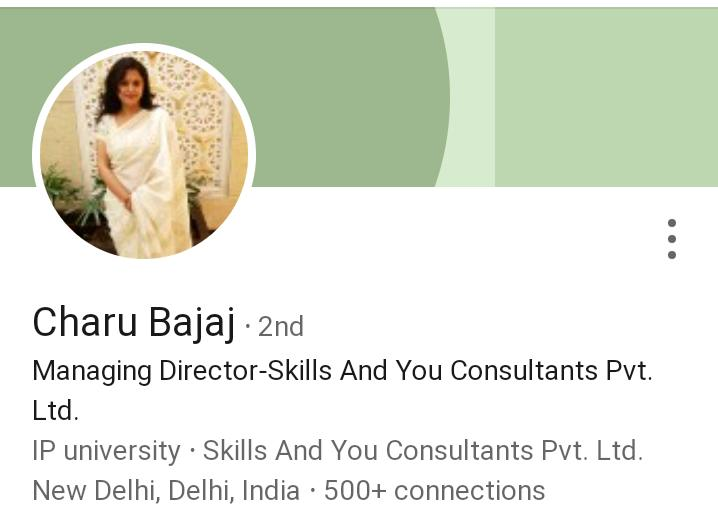 Charu Bajaj · 2nd
Managing Director-Skills And You Consultants Pvt.
Ltd.
IP university · Skills And You Consultants Pvt. Ltd.
New Delhi, Delhi, India · 500+ connections